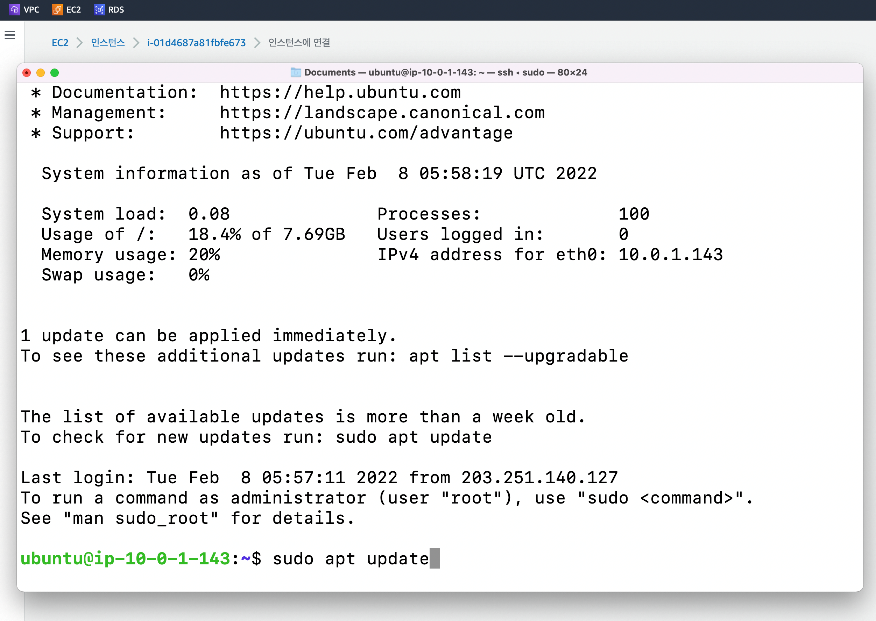 VPC EC2 RDS
EC2 > 인스턴스 > i-01d4687a81fbfe673 > 인스턴스에 연결
Documents — ubuntu@ip-10-0-1-143: ~ — ssh • sudo — 80×24
* Documentation:  https://help.ubuntu.com
* Management:     https://landscape.canonical.com
* Support:        https://ubuntu.com/advantage
System information as of Tue Feb  8 05:58:19 UTC 2022
System load:  0.08              Processes:             100
Usage of /:   18.4% of 7.69GB   Users logged in:       0
Memory usage: 20%               IPv4 address for eth0: 10.0.1.143
Swap usage:   0%
1 update can be applied immediately.
To see these additional updates run: apt list --upgradable
The list of available updates is more than a week old.
To check for new updates run: sudo apt update
Last login: Tue Feb  8 05:57:11 2022 from 203.251.140.127
To run a command as administrator (user "root"), use "sudo <command>".
See "man sudo_root" for details.
ubuntu@ip-10-0-1-143:~$ sudo apt update